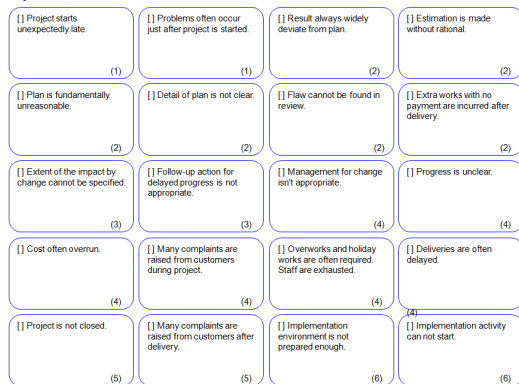 [ ] Project starts
unexpectedly late.
(1)
[ ] Problems often occur
just after project is started.
(1)
[ ] Result always widely
deviate from plan.
(2)
[ ] Estimation is made
without rational.
(2)
[ ] Plan is fundamentally
unreasonable.
(2)
[ ] Detail of plan is not clear.
(2)
[ ] Flaw cannot be found in
review.
(2)
[ ] Extra works with no
payment are incurred after
delivery.
(2)
[ ] Extent of the impact by
change cannot be specified.
(3)
[ ] Follow-up action for
delayed progress is not
appropriate.
(3)
[ ] Management for change
isn't appropriate.
(4)
[ ] Progress is unclear.
(4)
[ ] Cost often overrun.
(4)
[ ] Many complaints are
raised from customers
during project.
(4)
[ ] Overworks and holiday
works are often required.
Staff are exhausted.
(4)
[ ] Deliveries are often
delayed.
(4)
[ ] Project is not closed.
(5)
[ ] Many complaints are
raised from customers after
delivery.
(5)
[ ] Implementation
environment is not
prepared enough.
(6)
[ ] Implementation activity
can not start.
(6)